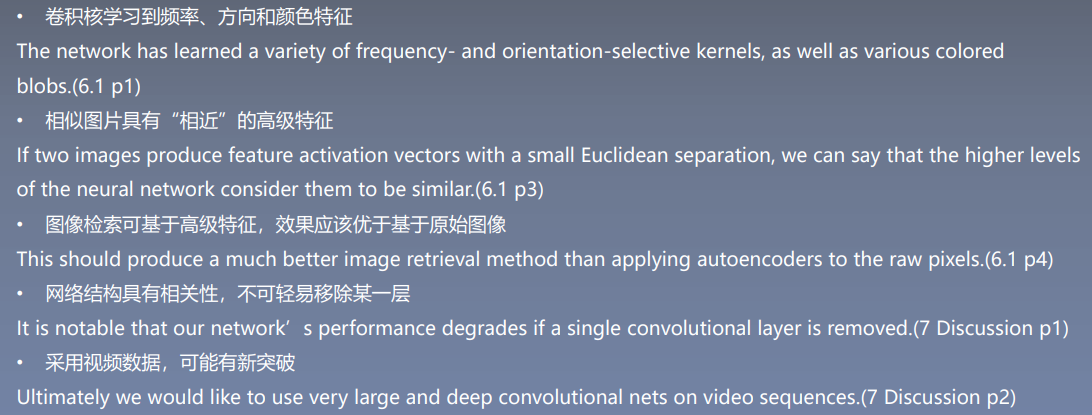 • 卷积核学习到频率、方向和颜色特征
The network has learned a variety of frequency- and orientation-selective kernels, as well as various colored
blobs.(6.1 p1)
• 相似图片具有“相近”的高级特征
If two images produce feature activation vectors with a small Euclidean separation, we can say that the higher levels
of the neural network consider them to be similar.(6.1 p3)
• 图像检索可基于高级特征，效果应该优于基于原始图像
This should produce a much better image retrieval method than applying autoencoders to the raw pixels.(6.1 p4)
• 网络结构具有相关性，不可轻易移除某一层
It is notable that our network’s performance degrades if a single convolutional layer is removed.(7 Discussion p1)
• 采用视频数据，可能有新突破
Ultimately we would like to use very large and deep convolutional nets on video sequences.(7 Discussion p2)